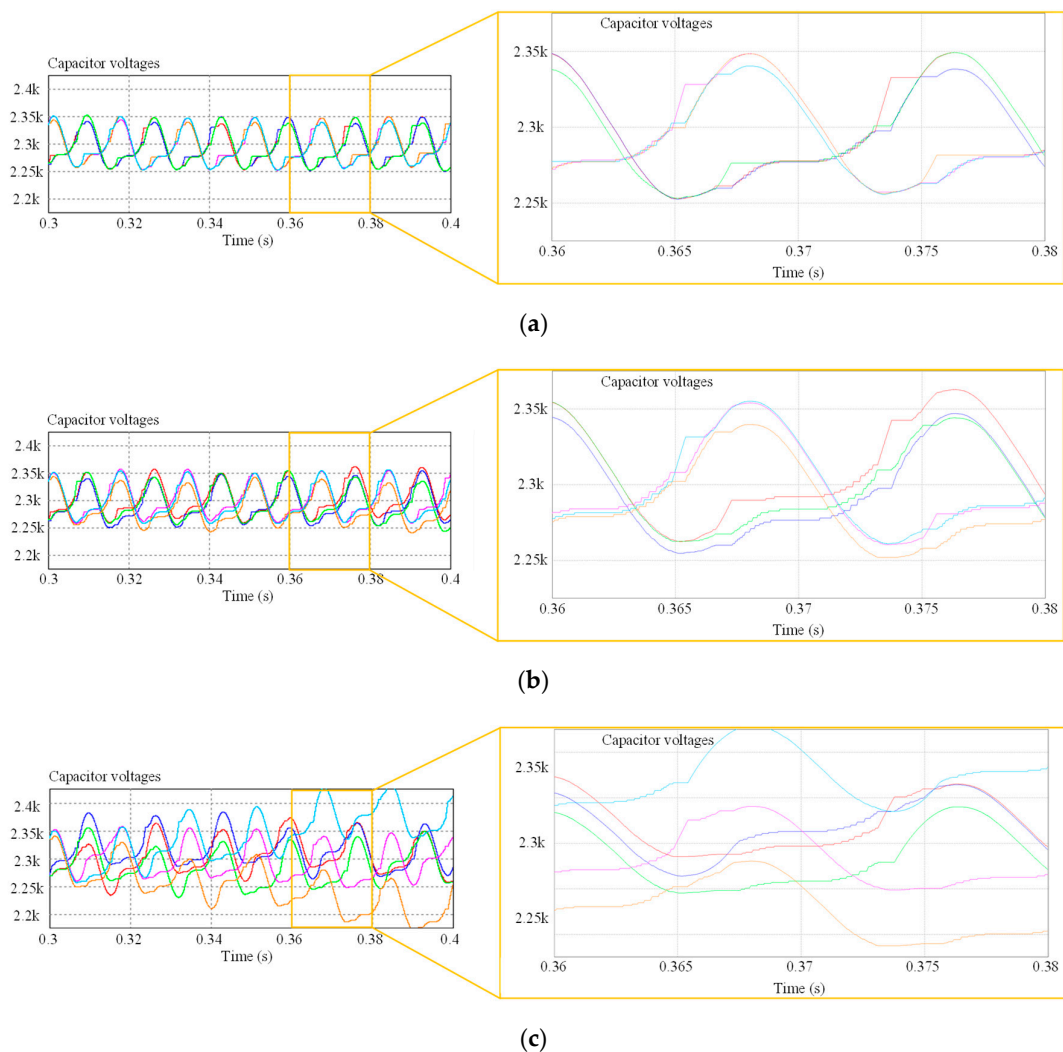 Capacitor voltages
2.4k
2.35k
2.3k
2.25k
2.2k
0.3 0.32 0.34 0.36 0.38 0.4
Time (s)
Capacitor voltages
2.35k
2.3k
2.25k
0.36 0.365 0.37 0.375 0.38
Time (s)
(a)
Capacitor voltages
2.4k
2.35k
2.3k
2.25k
2.2k
0.3 0.32 0.34 0.36 0.38 0.4
Time (s)
Capacitor voltages
2.35k
2.3k
2.25k
0.36 0.365 0.37 0.375 0.38
Time (s)
(b)
Capacitor voltages
2.4k
2.35k
2.3k
2.25k
2.2k
0.3 0.32 0.34 0.36 0.38 0.4
Time (s)
Capacitor voltages
2.35k
2.3k
2.25k
0.36 0.365 0.37 0.375 0.38
Time (s)
(c)